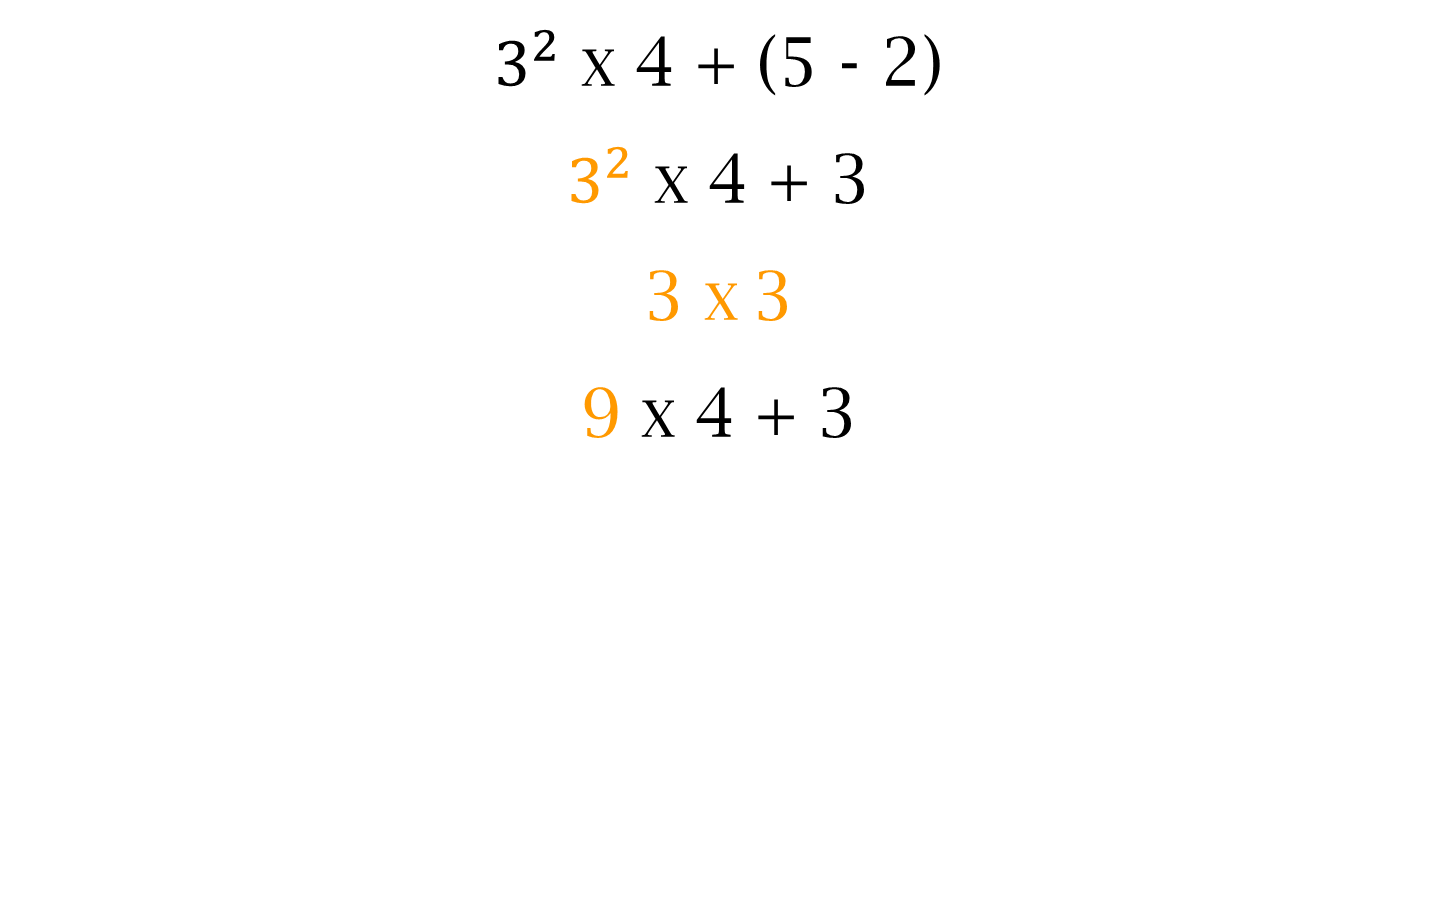 3² x 4 + (5 - 2)
3² x 4 + 3
3 x 3
9 x 4 + 3